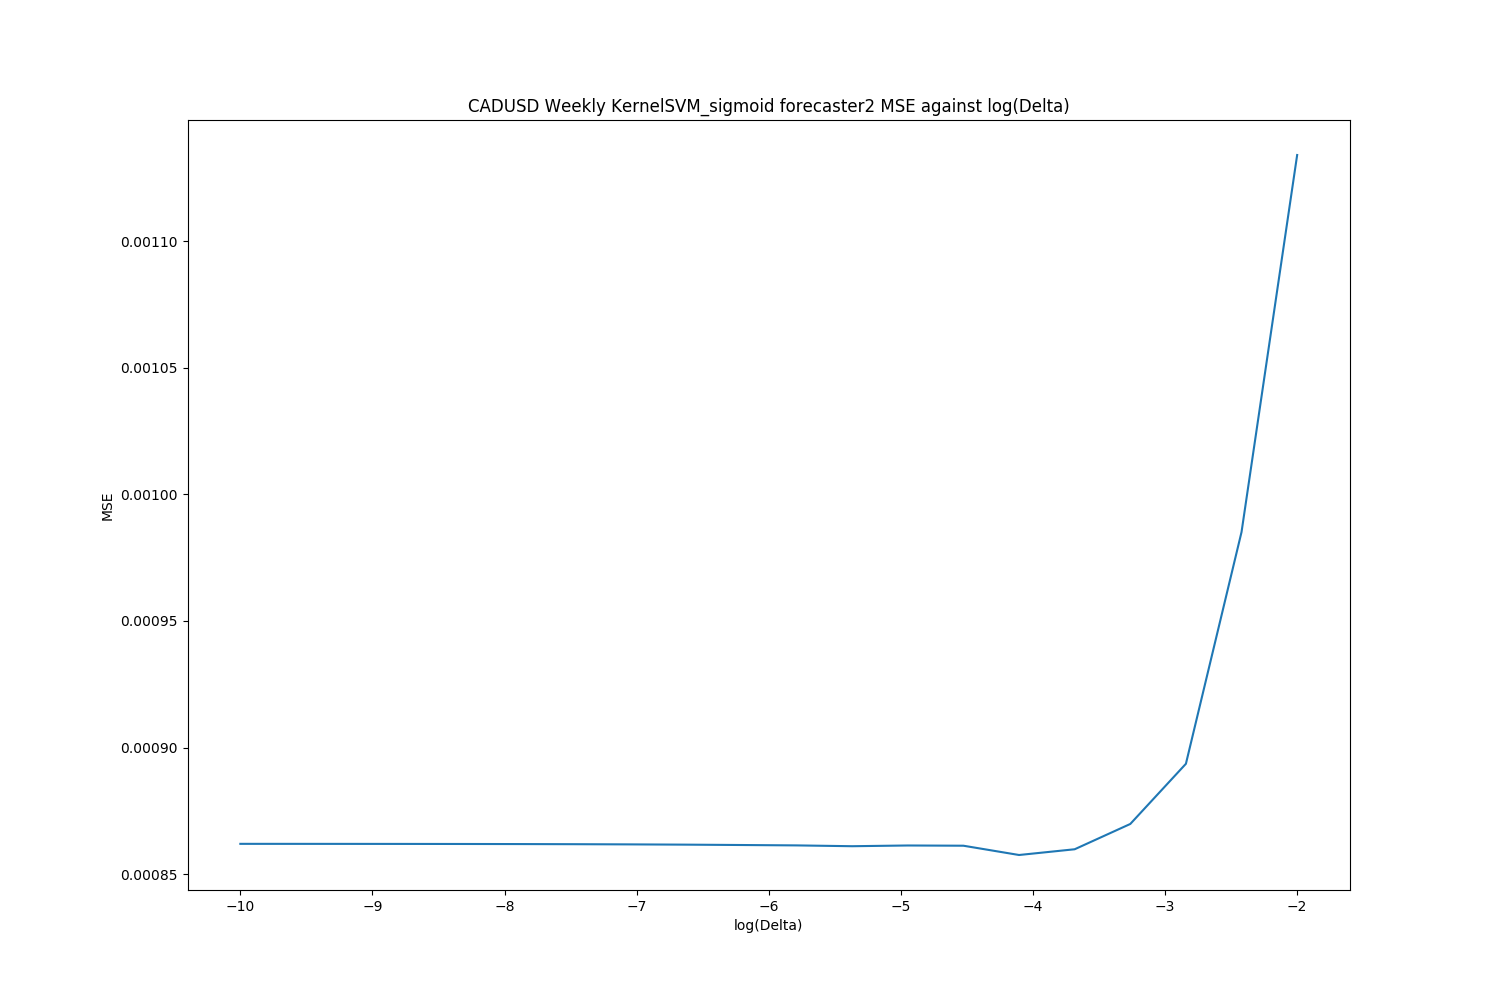 CADUSD Weekly KernelSVM_sigmoid forecaster2 MSE against log(Delta)
0.00110
0.00105
0.00100
MSE
0.00095
0.00090
0.00085
−10 −9 −8 −7 −6 −5 −4 −3 −2
log(Delta)